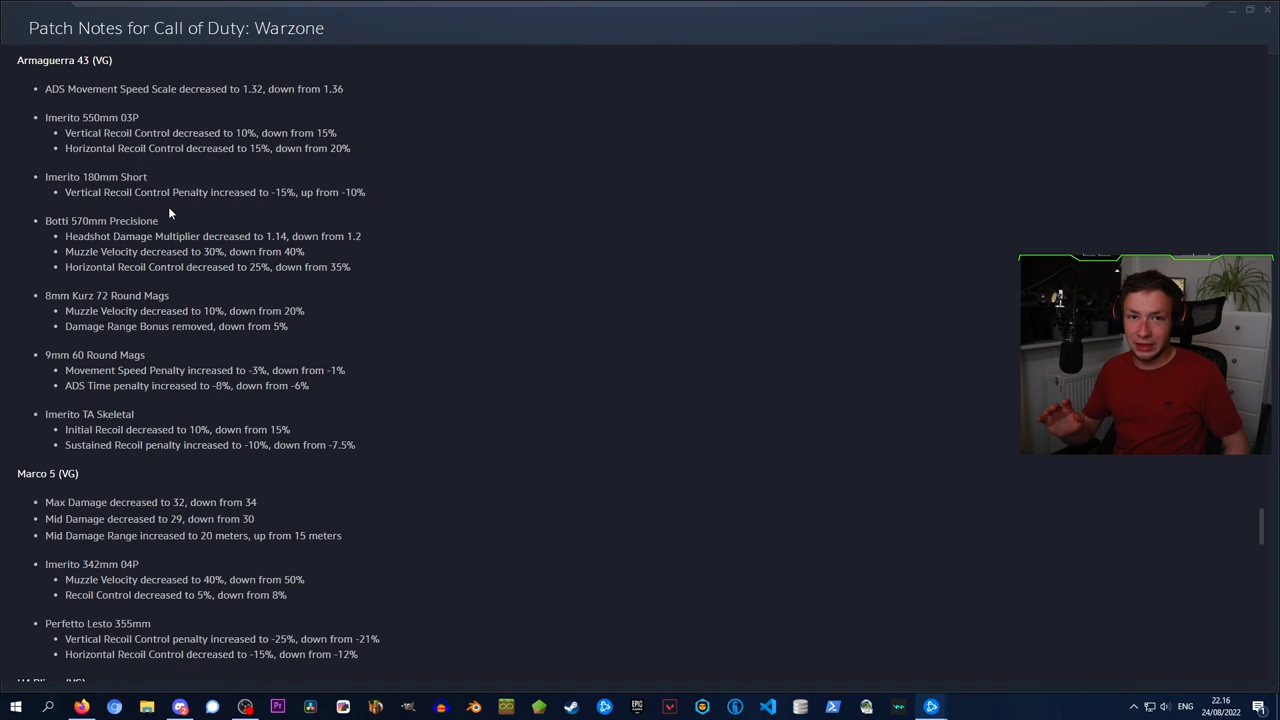 Patch Notes for Call of Duty: Warzone
Armaguerra 43 (VG)
ADS Movement Speed Scale decreased to 1.32, down from 1.36
Imerito 550mm 03P
Vertical Recoil Control decreased to 10%, down from 15%
Horizontal Recoil Control decreased to 15%, down from 20%
Imerito 180mm Short
Vertical Recoil Control Penalty increased to -15%, up from -10%
Botti 570mm Precisione
Headshot Damage Multiplier decreased to 1.14, down from 1.2
Muzzle Velocity decreased to 30%, down from 40%
Horizontal Recoil Control decreased to 25%, down from 35%
8mm Kurz 72 Round Mags
Muzzle Velocity decreased to 10%, down from 20%
Damage Range Bonus removed, down from 5%
9mm 60 Round Mags
Movement Speed Penalty increased to -3%, down from -1%
ADS Time penalty increased to -8%, down from -6%
Imerito TA Skeletal
Initial Recoil decreased to 10%, down from 15%
Sustained Recoil penalty increased to -10%, down from -7.5%
Marco 5 (VG)
Max Damage decreased to 32, down from 34
Mid Damage decreased to 29, down from 30
Mid Damage Range increased to 20 meters, up from 15 meters
Imerito 342mm 04P
Muzzle Velocity decreased to 40%, down from 50%
Recoil Control decreased to 5%, down from 8%
Perfetto Lesto 355mm
Vertical Recoil Control penalty increased to -25%, down from -21%
Horizontal Recoil Control decreased to -15%, down from -12%
Pr
EPIC
ENG
22.16
24/08/2022